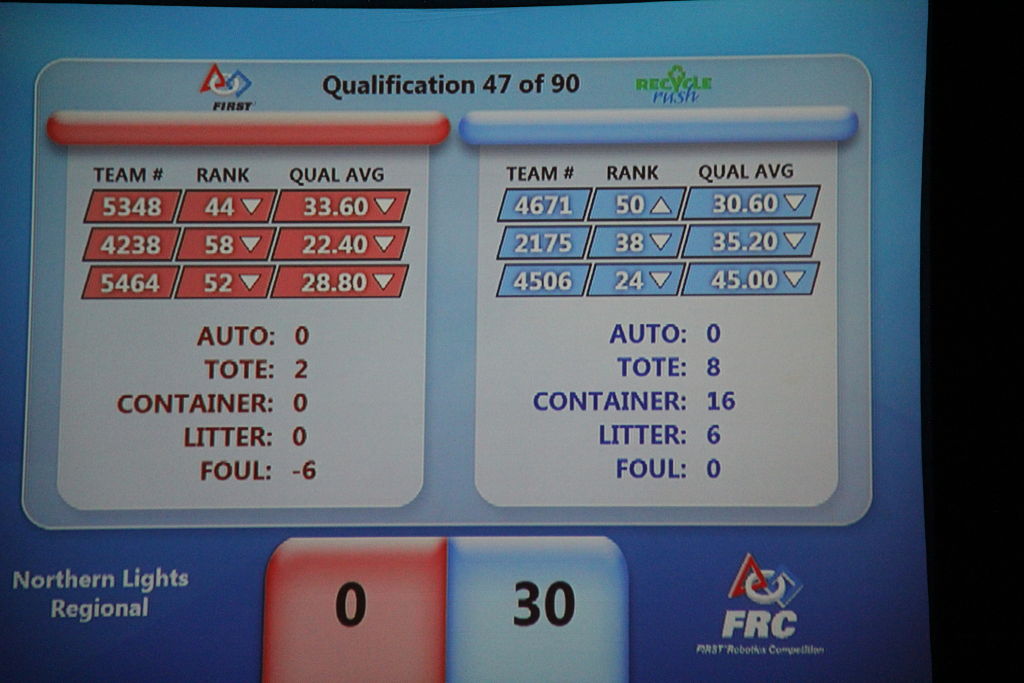 FIRST
Qualification 47 of 90
RECYCLE
rush
TEAM # RANK QUAL AVG
5348 44 33.60
4238 58 22.40
5464 52 28.80
AUTO: 0
TOTE: 2
CONTAINER: 0
LITTER: 0
FOUL: -6
TEAM # RANK QUAL AVG
4671 50 30.60
2175 38 35.20
4506 24 45.00
AUTO: 0
TOTE: 8
CONTAINER: 16
LITTER: 6
FOUL: 0
Northern Lights
Regional
0 30
FRC
FIRST Robotics Competition